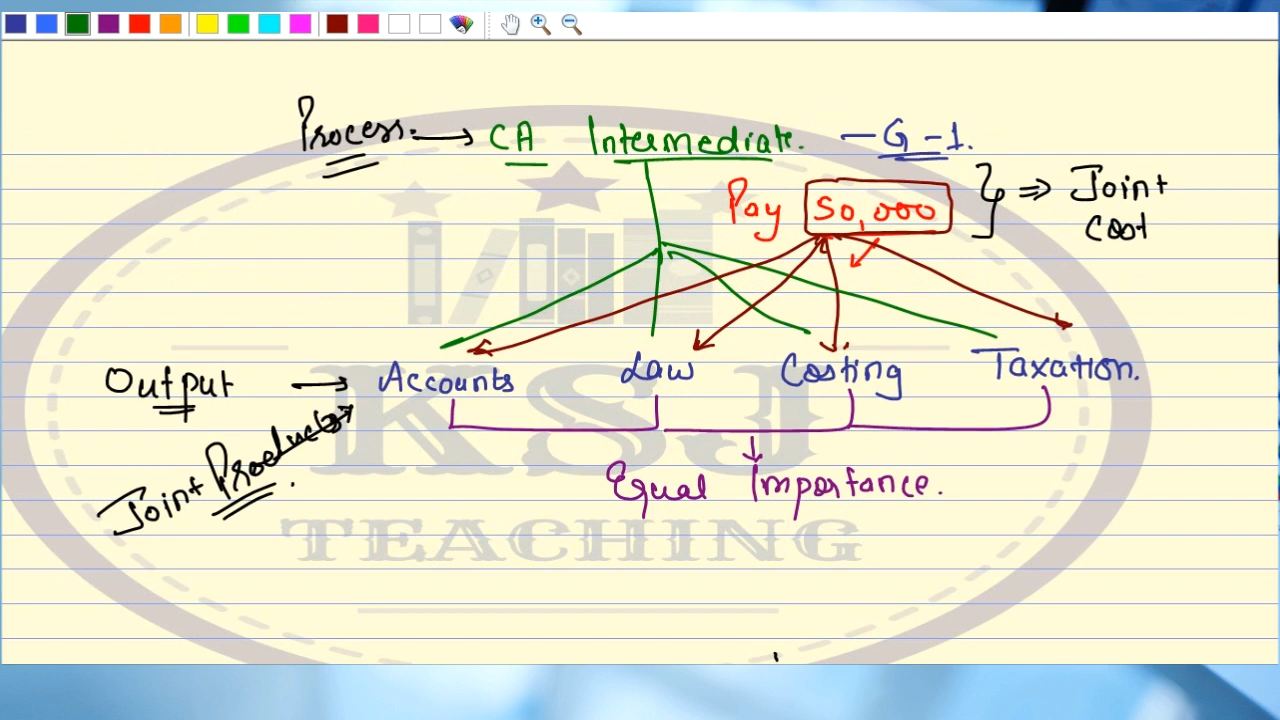 Process. → CA Intermediate. - G-1.
Pay 50,000 } ⇒ Joint
Cost
Output → Accounts Law Costing Taxation.
Joint Products →
Equal Importance.
KSJ
TEACHING